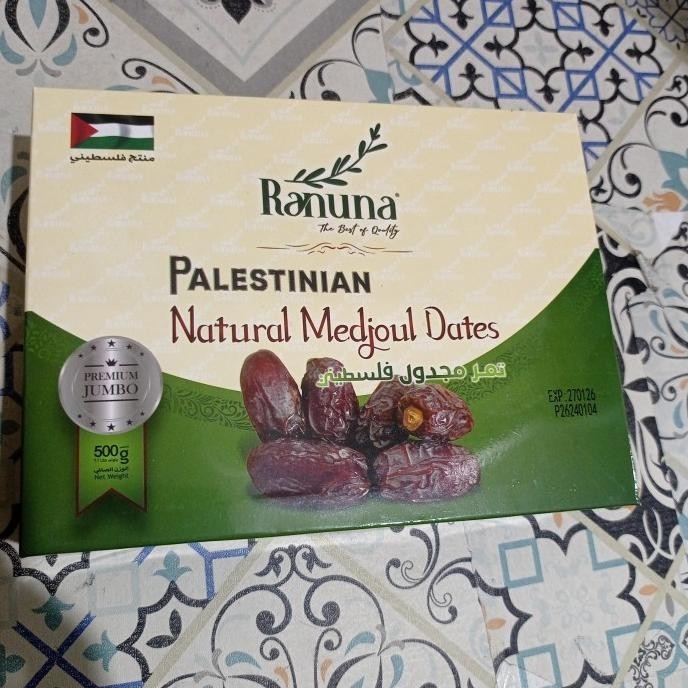 منتج فلسطيني
Ranuna
The Best of Quality
PALESTINIAN
Natural Medjoul Dates
تمر مجدول فلسطيني
PREMIUM
JUMBO
500g
الوزن الصافي
Net Weight
EXP:270126
P26240104